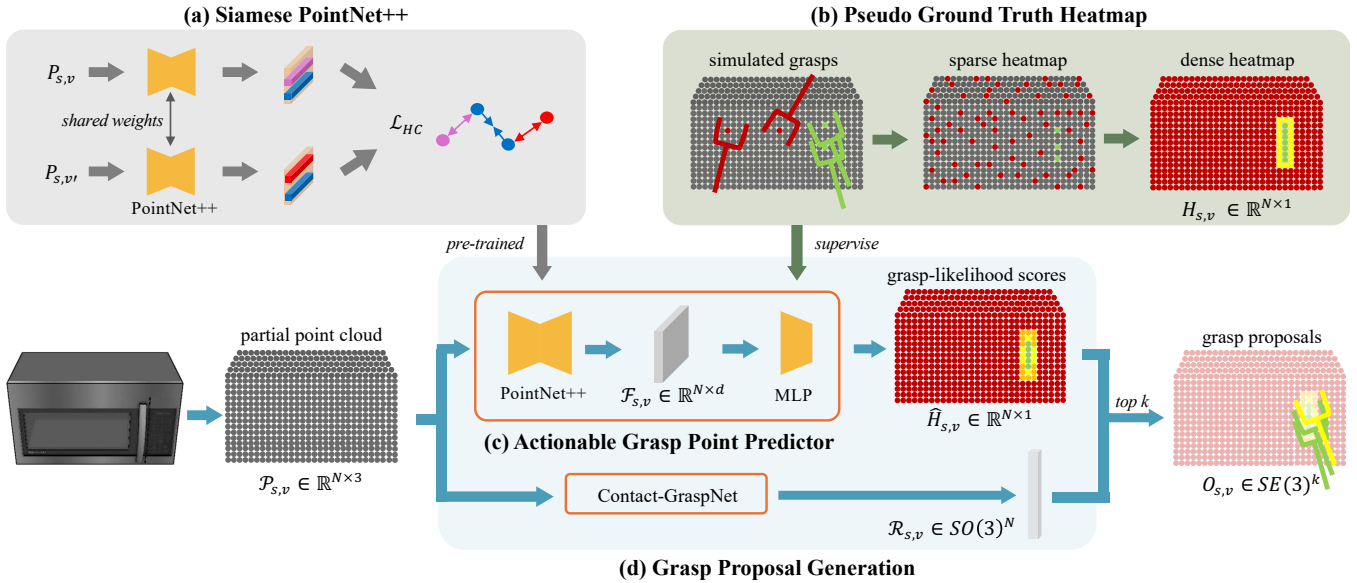 (a) Siamese PointNet++
P_{s,v}
shared weights
P_{s,v′}
PointNet++
ℒ_{HC}
(b) Pseudo Ground Truth Heatmap
simulated grasps
sparse heatmap
dense heatmap
H_{s,v} ∈ ℝ^{N×1}
pre-trained
supervise
partial point cloud
𝒫_{s,v} ∈ ℝ^{N×3}
PointNet++
ℱ_{s,v} ∈ ℝ^{N×d}
MLP
(c) Actionable Grasp Point Predictor
grasp-likelihood scores
Ĥ_{s,v} ∈ ℝ^{N×1}
Contact-GraspNet
ℛ_{s,v} ∈ SO(3)^N
(d) Grasp Proposal Generation
top k
grasp proposals
O_{s,v} ∈ SE(3)^k